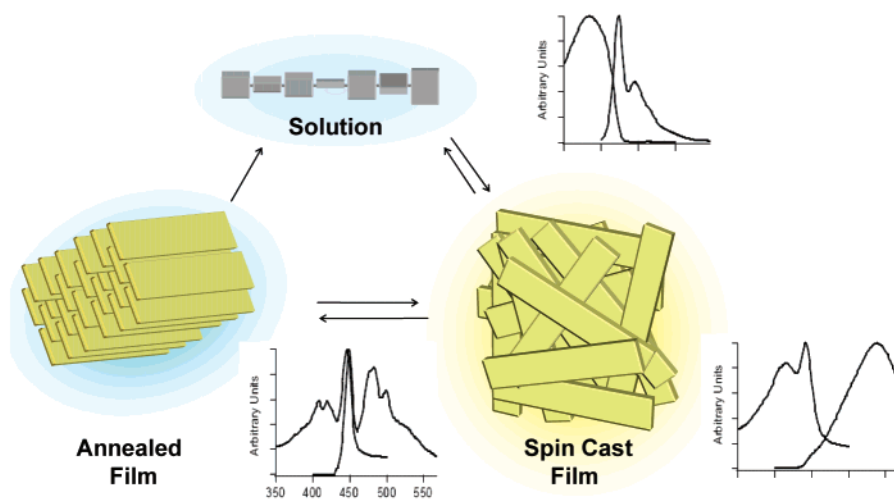 Arbitrary Units
Solution
Arbitrary Units
Arbitrary Units
Annealed
Film
Spin Cast
Film
350 400 450 500 550